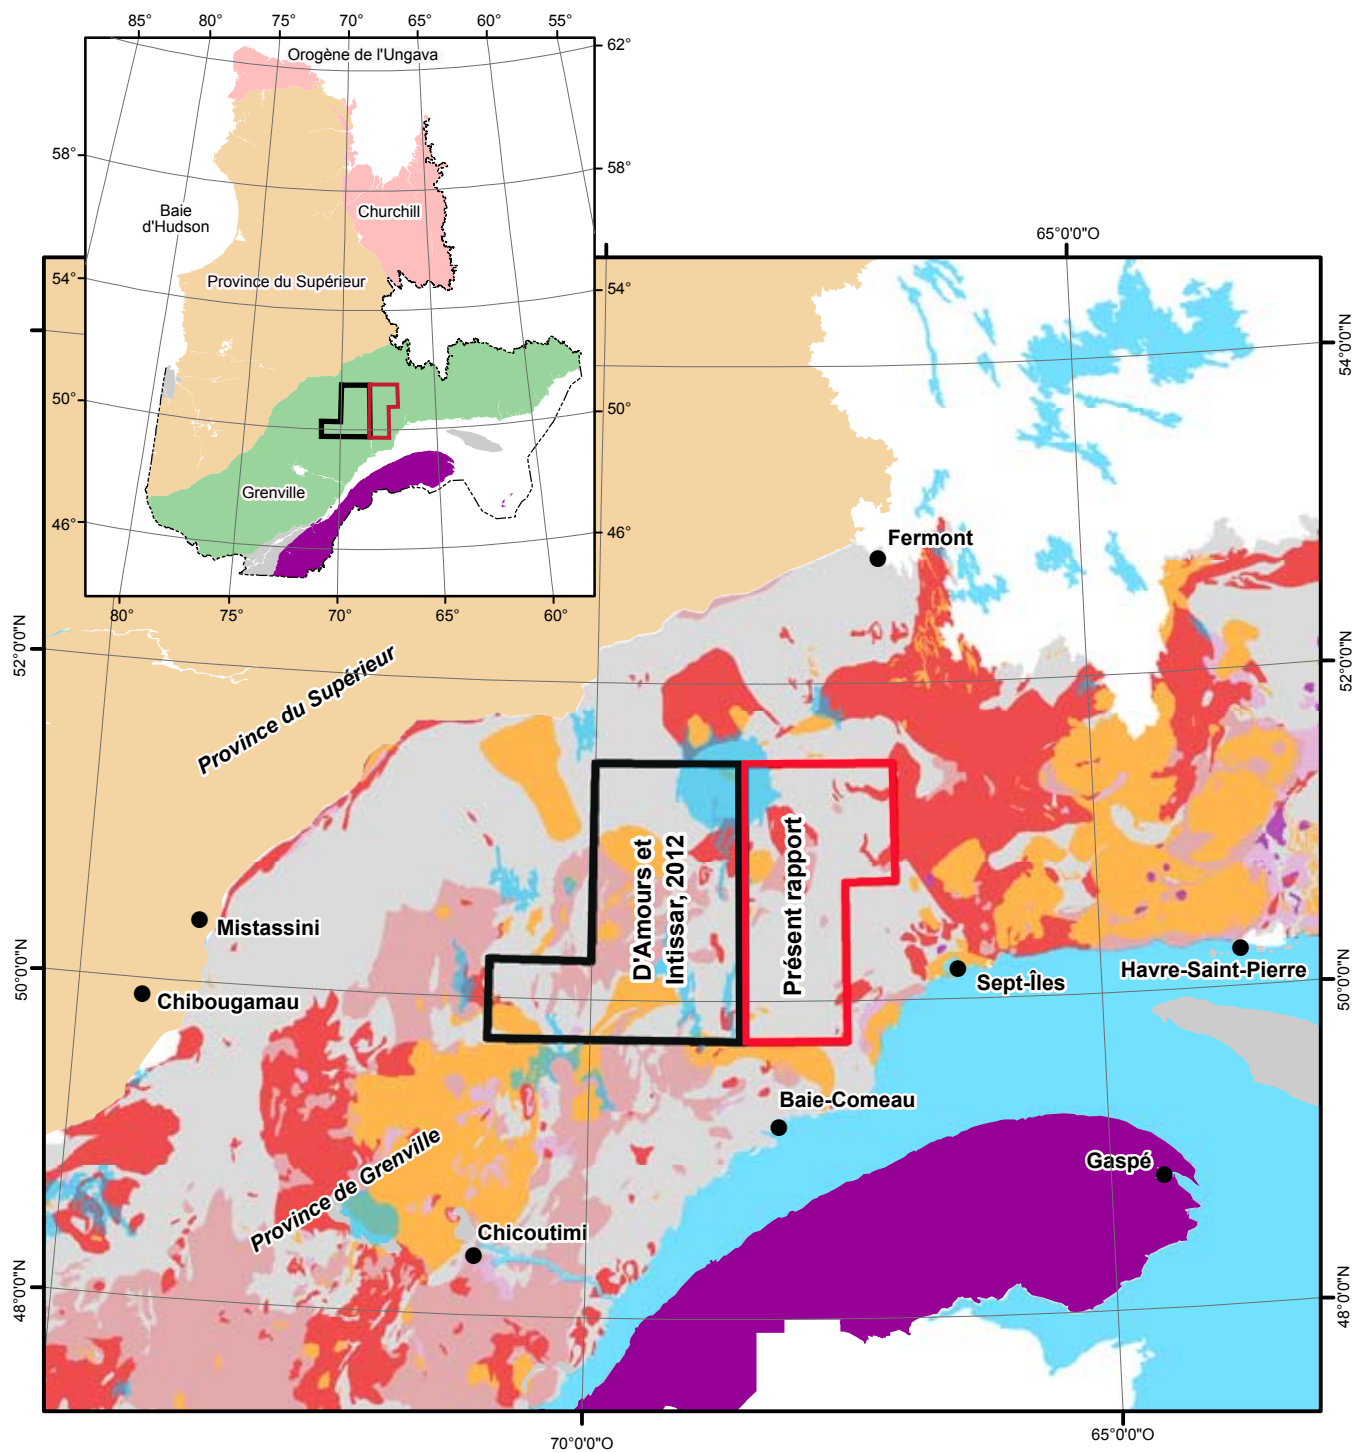 85°
80°
75°
70°
65°
60°
55°
Orogène de l'Ungava
62°
58°
58°
Churchill
Baie
d'Hudson
Province du Supérieur
54°
54°
50°
50°
Grenville
46°
46°
80°
75°
70°
65°
60°
65°0'0"O
54°0'0"N
Fermont
52°0'0"N
52°0'0"N
Province du Supérieur
D'Amours et
Intissar, 2012
Présent rapport
Mistassini
Chibougamau
Sept-Îles
Havre-Saint-Pierre
50°0'0"N
50°0'0"N
Baie-Comeau
Province de Grenville
Gaspé
Chicoutimi
48°0'0"N
48°0'0"N
70°0'0"O
65°0'0"O